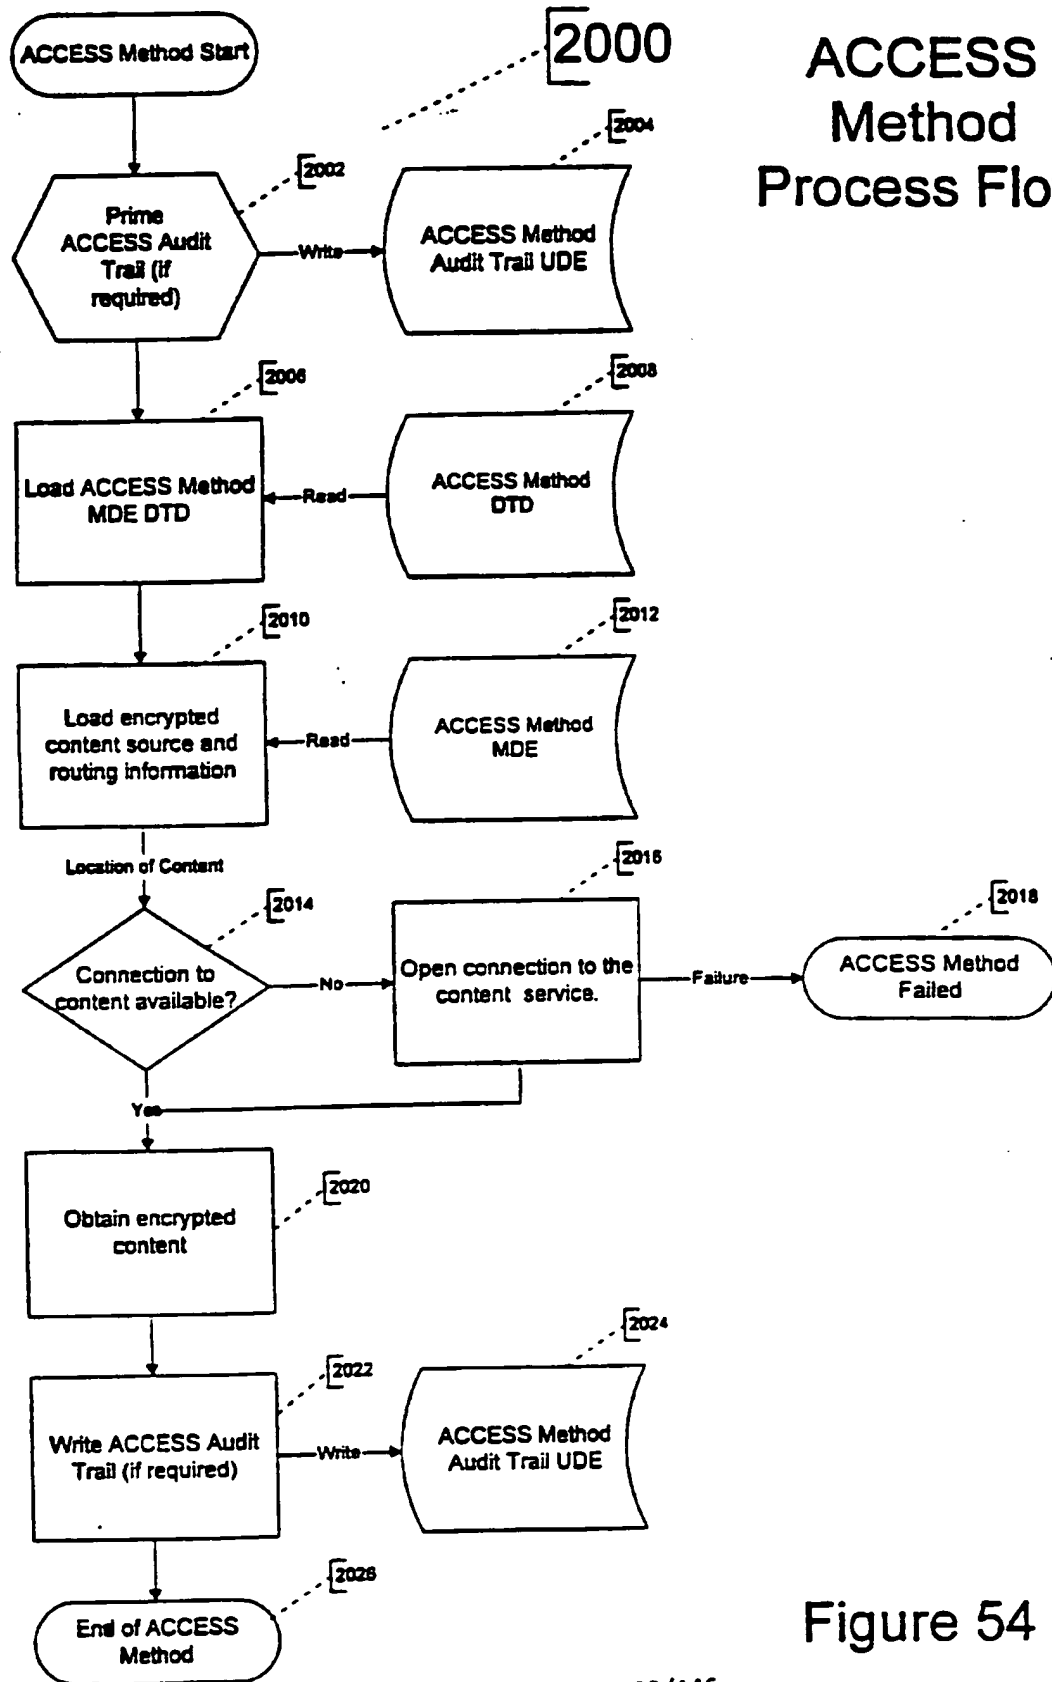 ACCESS Method Start
2000
ACCESS
Method
Process Flo
2002
2004
Prime
ACCESS Audit
Trail (if
required)
Write
ACCESS Method
Audit Trail UDE
2006
2008
Load ACCESS Method
MDE DTD
Read
ACCESS Method
DTD
2010
2012
Load encrypted
content source and
routing information
Read
ACCESS Method
MDE
Location of Content
2014
2016
2018
Connection to
content available?
No
Open connection to the
content service.
Failure
ACCESS Method
Failed
Yes
2020
Obtain encrypted
content
2022
2024
Write ACCESS Audit
Trail (if required)
Write
ACCESS Method
Audit Trail UDE
2026
End of ACCESS
Method
Figure 54